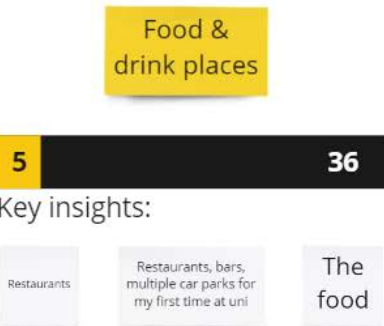 Food &
drink places
5 36
Key insights:
Restaurants
Restaurants, bars,
multiple car parks for
my first time at uni
The
food